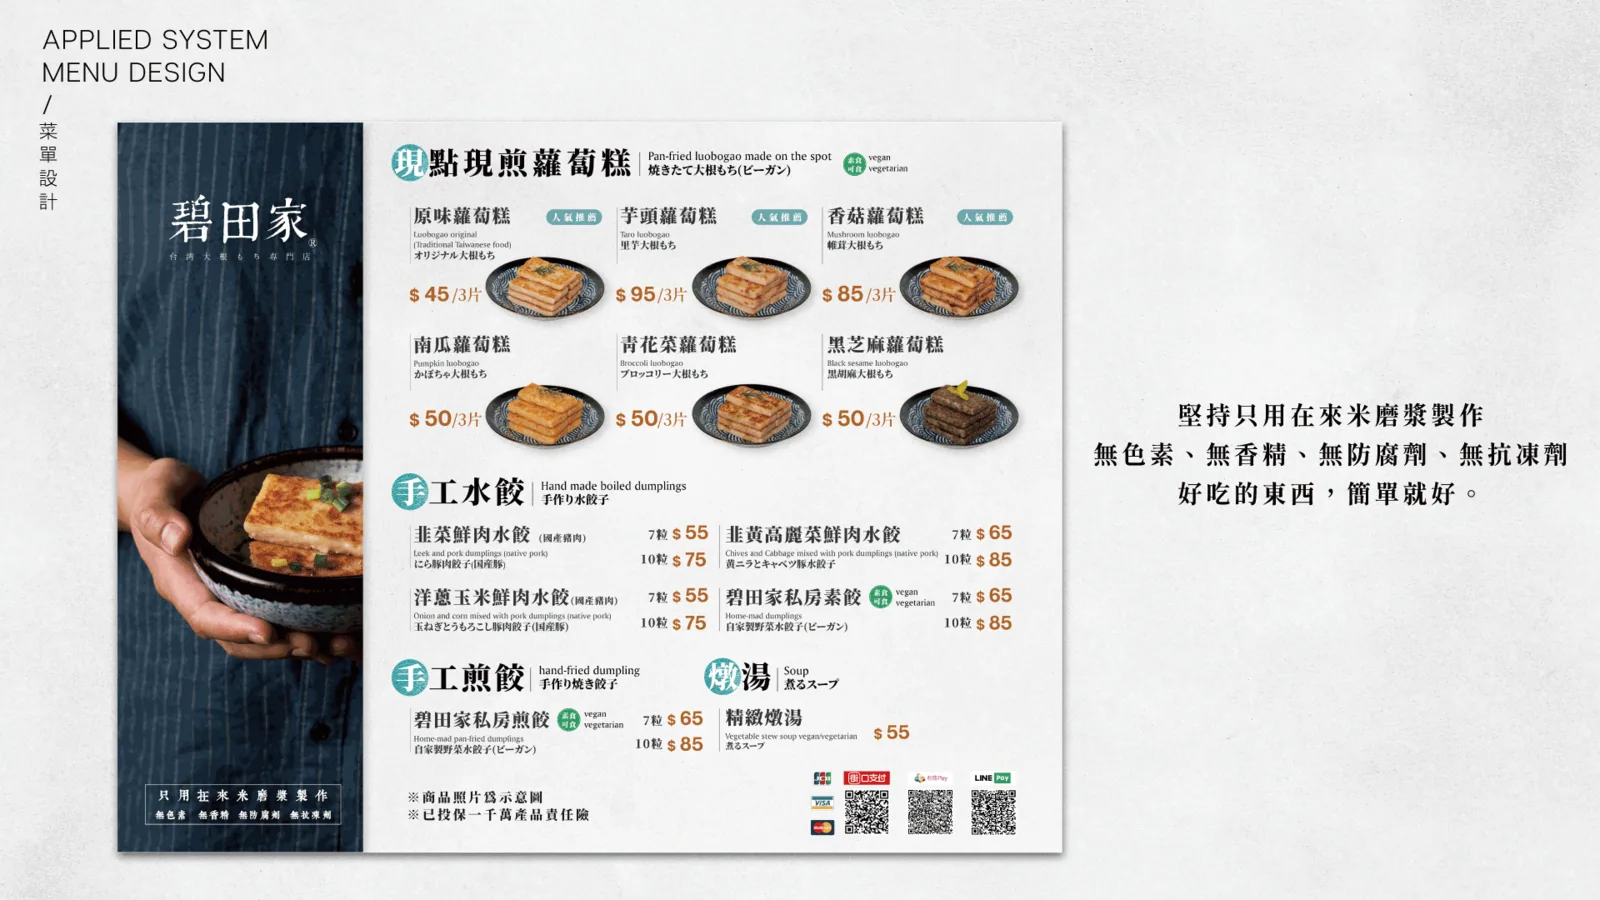 APPLIED SYSTEM
MENU DESIGN
/
菜單設計
碧田家®
台湾大根もち專門店
只用在來米磨漿製作
無色素 無香精 無防腐劑 無抗凍劑
現點現煎蘿蔔糕
Pan-fried luobogao made on the spot
焼きたて大根もち(ビーガン)
素食可食
vegan
vegetarian
原味蘿蔔糕
人氣推薦
Luobogao original
(Traditional Taiwanese food)
オリジナル大根もち
$ 45/3片
芋頭蘿蔔糕
人氣推薦
Taro luobogao
里芋大根もち
$ 95/3片
香菇蘿蔔糕
人氣推薦
Mushroom luobogao
椎茸大根もち
$ 85/3片
南瓜蘿蔔糕
Pumpkin luobogao
かぼちゃ大根もち
$ 50/3片
青花菜蘿蔔糕
Broccoli luobogao
ブロッコリー大根もち
$ 50/3片
黑芝麻蘿蔔糕
Black sesame luobogao
黒胡麻大根もち
$ 50/3片
手工水餃
Hand made boiled dumplings
手作り水餃子
韭菜鮮肉水餃 (國產豬肉)
Leek and pork dumplings (native pork)
にら豚肉餃子(国産豚)
7粒 $ 55
10粒 $ 75
韭黃高麗菜鮮肉水餃
Chives and Cabbage mixed with pork dumplings (native pork)
黄ニラとキャベツ豚水餃子
7粒 $ 65
10粒 $ 85
洋蔥玉米鮮肉水餃(國產豬肉)
Onion and corn mixed with pork dumplings (native pork)
玉ねぎとうもろこし豚肉餃子(国産豚)
7粒 $ 55
10粒 $ 75
碧田家私房素餃
素食可食
vegan
vegetarian
Home-mad dumplings
自家製野菜水餃子(ビーガン)
7粒 $ 65
10粒 $ 85
手工煎餃
hand-fried dumpling
手作り焼き餃子
碧田家私房煎餃
素食可食
vegan
vegetarian
Home-mad pan-fried dumplings
自家製野菜水餃子(ビーガン)
7粒 $ 65
10粒 $ 85
燉湯
Soup
煮るスープ
精緻燉湯
Vegetable stew soup vegan/vegetarian
煮るスープ
$ 55
※商品照片爲示意圖
※已投保一千萬產品責任險
JCB
街口支付
LINE Pay
VISA
MasterCard
堅持只用在來米磨漿製作
無色素、無香精、無防腐劑、無抗凍劑
好吃的東西，簡單就好。